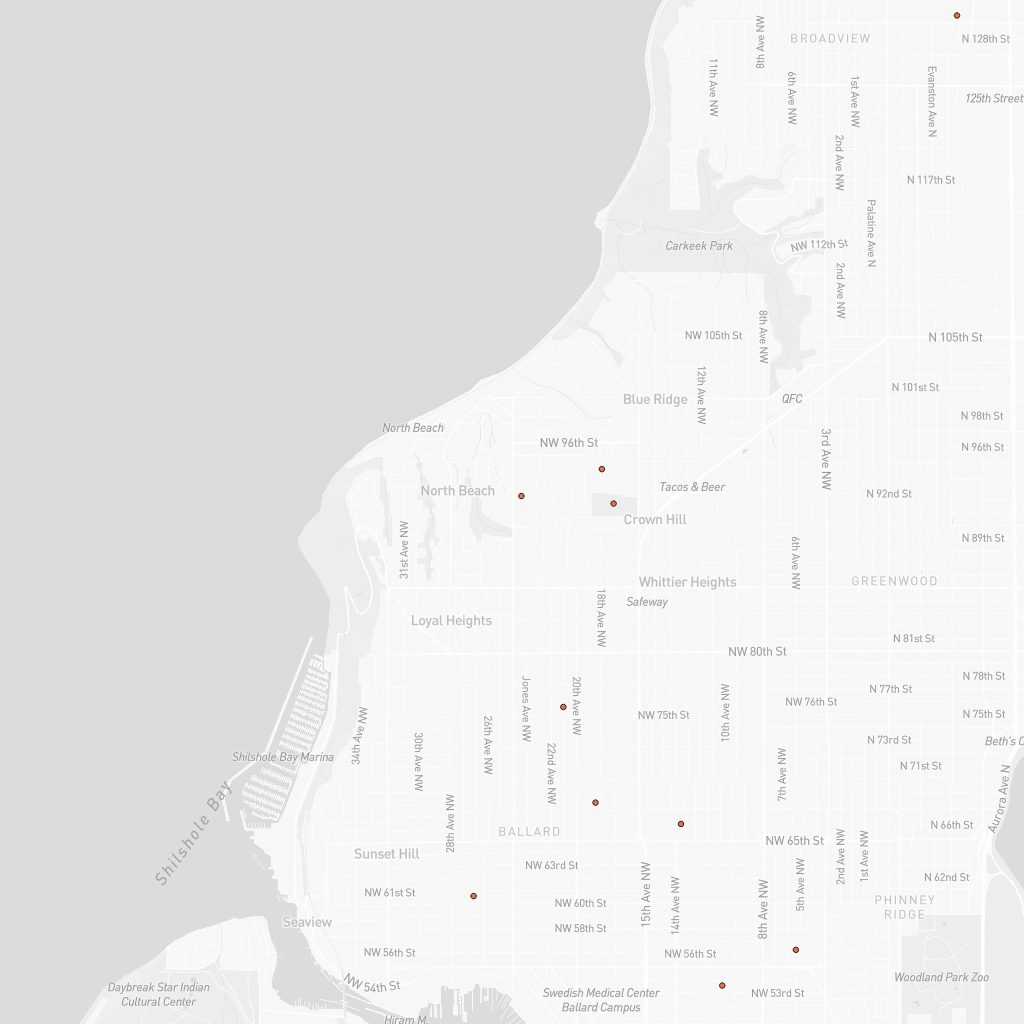 8th Ave NW
BROADVIEW
N 128th St
11th Ave NW
6th Ave NW
1st Ave NW
Evanston Ave N
125th Street
2nd Ave NW
N 117th St
Palatine Ave N
Carkeek Park
NW 112th St
2nd Ave NW
8th Ave NW
NW 105th St
N 105th St
12th Ave NW
N 101st St
Blue Ridge
QFC
N 98th St
North Beach
NW 96th St
3rd Ave NW
N 96th St
North Beach
Tacos & Beer
N 92nd St
Crown Hill
31st Ave NW
6th Ave NW
N 89th St
Whittier Heights
GREENWOOD
18th Ave NW
Safeway
Loyal Heights
N 81st St
NW 80th St
N 78th St
Jones Ave NW
20th Ave NW
10th Ave NW
N 77th St
NW 76th St
34th Ave NW
26th Ave NW
NW 75th St
N 75th St
30th Ave NW
22nd Ave NW
N 73rd St
Beth's C
Shilshole Bay Marina
7th Ave NW
N 71st St
Aurora Ave N
Shilshole Bay
28th Ave NW
BALLARD
N 66th St
NW 65th St
Sunset Hill
2nd Ave NW
1st Ave NW
NW 63rd St
N 62nd St
NW 61st St
15th Ave NW
14th Ave NW
8th Ave NW
5th Ave NW
NW 60th St
PHINNEY
RIDGE
Seaview
NW 58th St
NW 56th St
NW 56th St
Woodland Park Zoo
NW 54th St
Daybreak Star Indian
Cultural Center
Swedish Medical Center
Ballard Campus
NW 53rd St
Hiram M.